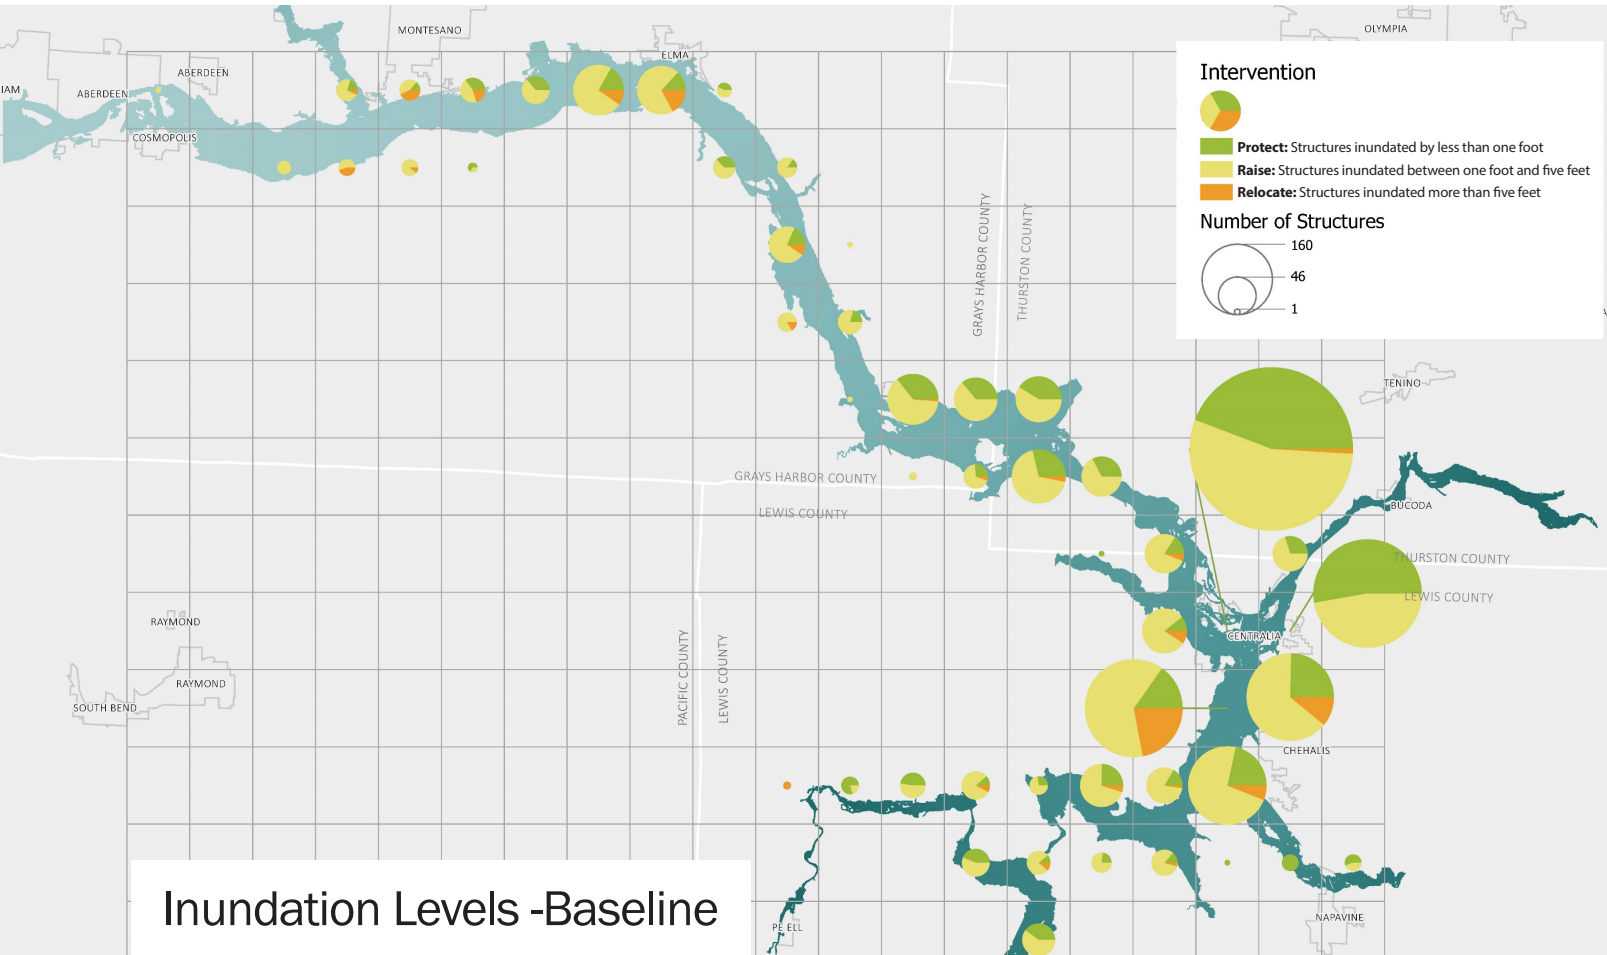 MONTESANO
OLYMPIA
ELMA
ABERDEEN
IAM
ABERDEEN
COSMOPOLIS
Intervention
Protect: Structures inundated by less than one foot
Raise: Structures inundated between one foot and five feet
Relocate: Structures inundated more than five feet
Number of Structures
160
46
1
GRAYS HARBOR COUNTY
THURSTON COUNTY
TENINO
GRAYS HARBOR COUNTY
LEWIS COUNTY
BUCODA
THURSTON COUNTY
LEWIS COUNTY
RAYMOND
CENTRALIA
PACIFIC COUNTY
LEWIS COUNTY
RAYMOND
SOUTH BEND
CHEHALIS
Inundation Levels -Baseline
PE ELL
NAPAVINE